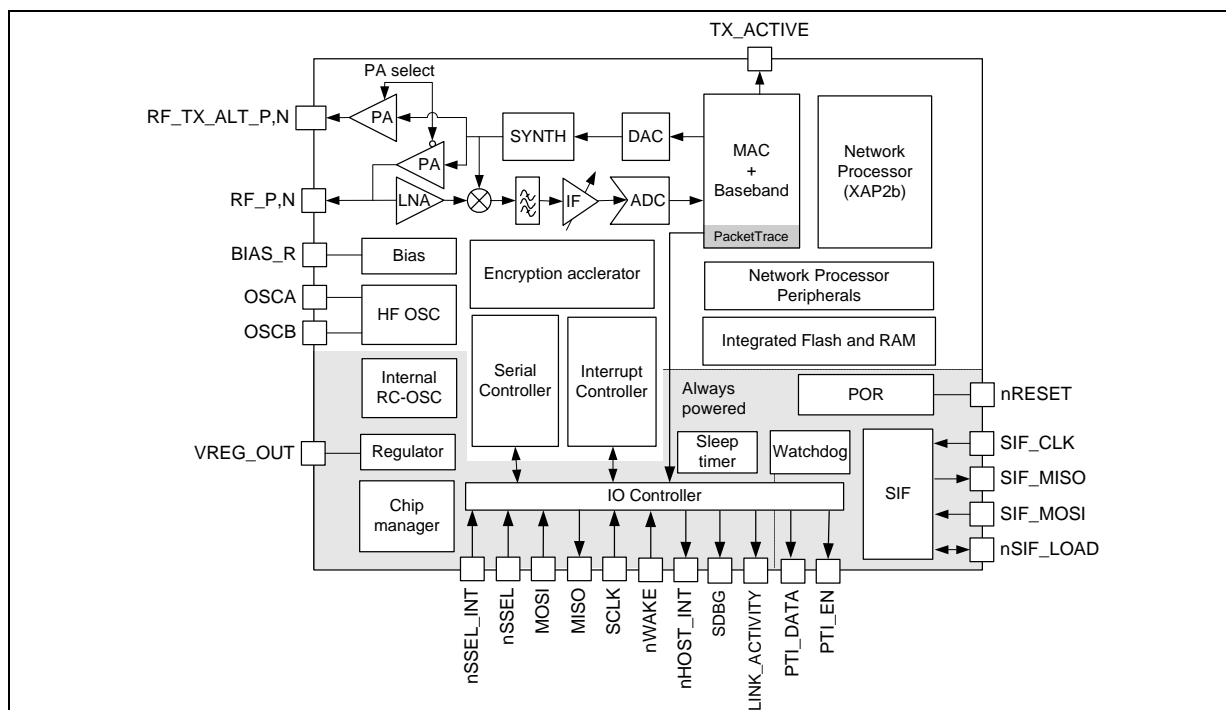 TX_ACTIVE
PA select
RF_TX_ALT_P,N
PA
SYNTH
DAC
MAC
+
Baseband
Network
Processor
(XAP2b)
PA
RF_P,N
LNA
IF
ADC
PacketTrace
BIAS_R
Bias
Encryption acclerator
Network Processor
Peripherals
OSCA
HF OSC
OSCB
Serial
Controller
Interrupt
Controller
Integrated Flash and RAM
Internal
RC-OSC
Always
powered
POR
nRESET
VREG_OUT
Regulator
Sleep
timer
Watchdog
SIF
SIF_CLK
SIF_MISO
SIF_MOSI
nSIF_LOAD
Chip
manager
IO Controller
nSSEL_INT
nSSEL
MOSI
MISO
SCLK
nWAKE
nHOST_INT
SDBG
LINK_ACTIVITY
PTI_DATA
PTI_EN